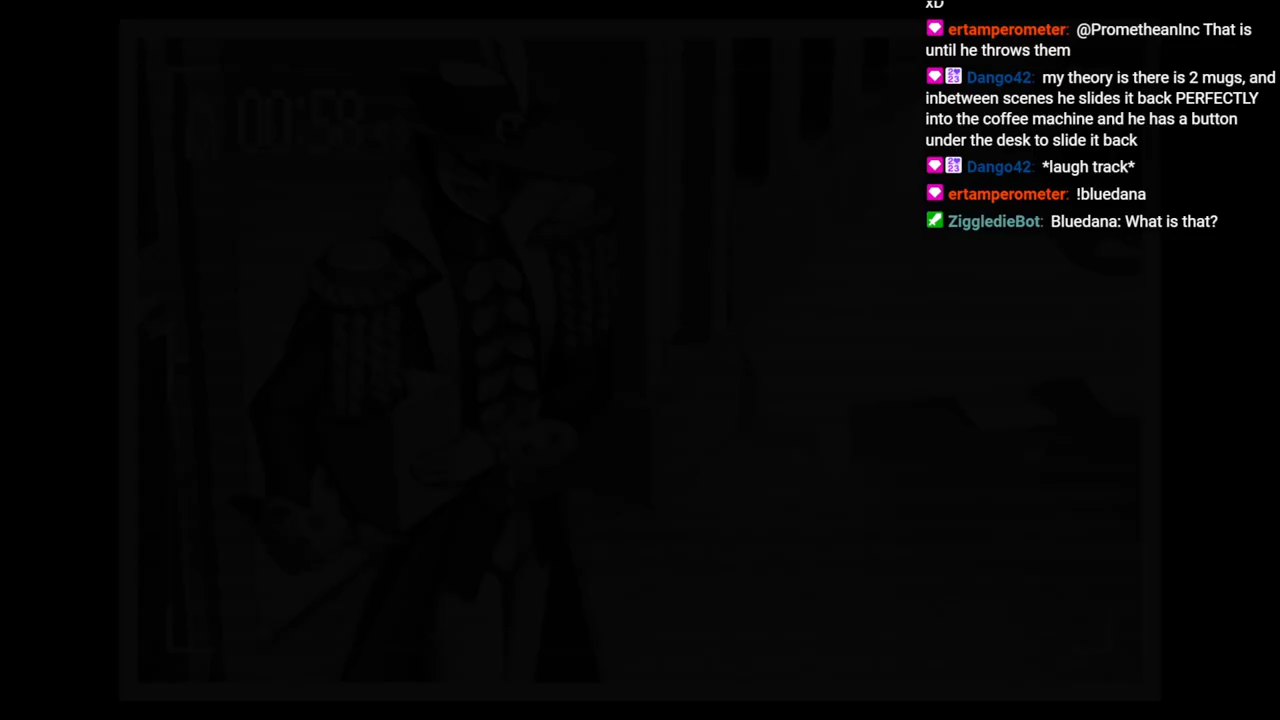 xD
ertamperometer: @PrometheanInc That is
until he throws them
Dango42: my theory is there is 2 mugs, and
inbetween scenes he slides it back PERFECTLY
into the coffee machine and he has a button
under the desk to slide it back
Dango42: *laugh track*
ertamperometer: !bluedana
ZiggledieBot: Bluedana: What is that?